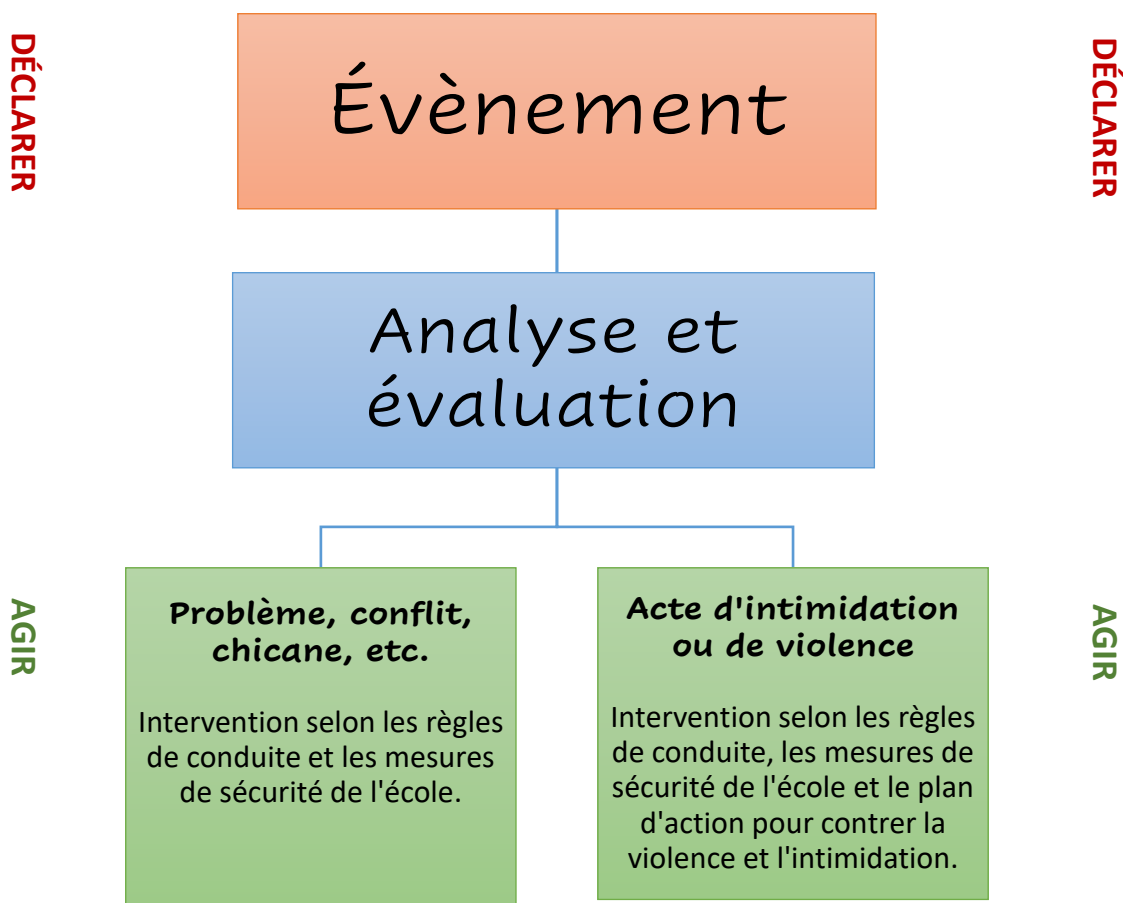 DÉCLARER
Évènement
DÉCLARER
Analyse et
évaluation
AGIR
Problème, conflit,
chicane, etc.
Intervention selon les règles
de conduite et les mesures
de sécurité de l'école.
Acte d'intimidation
ou de violence
Intervention selon les règles
de conduite, les mesures de
sécurité de l'école et le plan
d'action pour contrer la
violence et l'intimidation.
AGIR